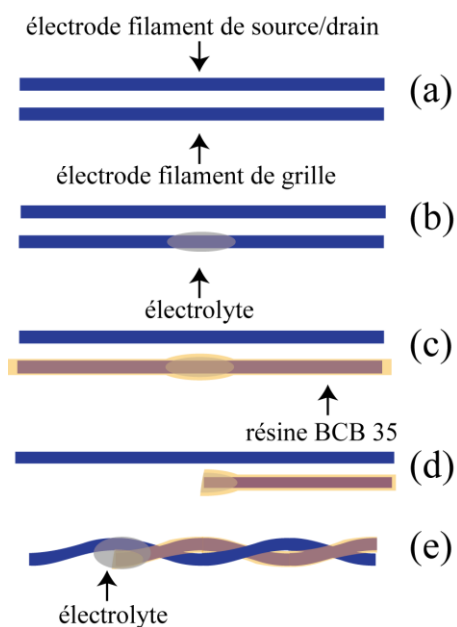 électrode filament de source/drain
(a)
électrode filament de grille
(b)
électrolyte
(c)
résine BCB 35
(d)
(e)
électrolyte